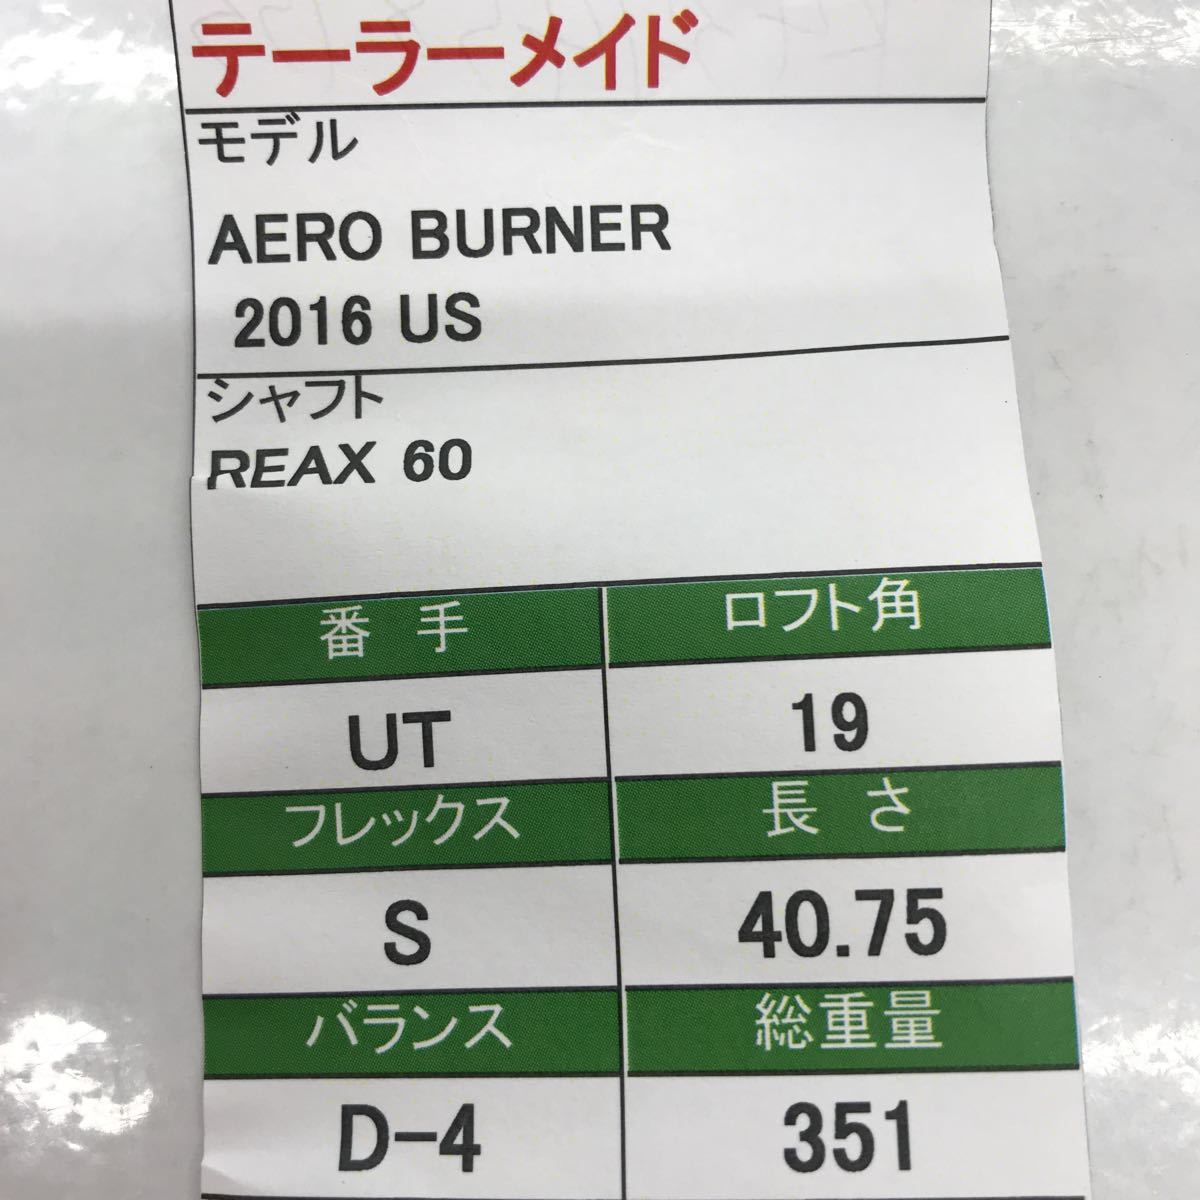 テーラーメイド
モデル
AERO BURNER
2016 US
シャフト
REAX 60
番 手 ロフト角
UT 19
フレックス 長 さ
S 40.75
バランス 総重量
D-4 351